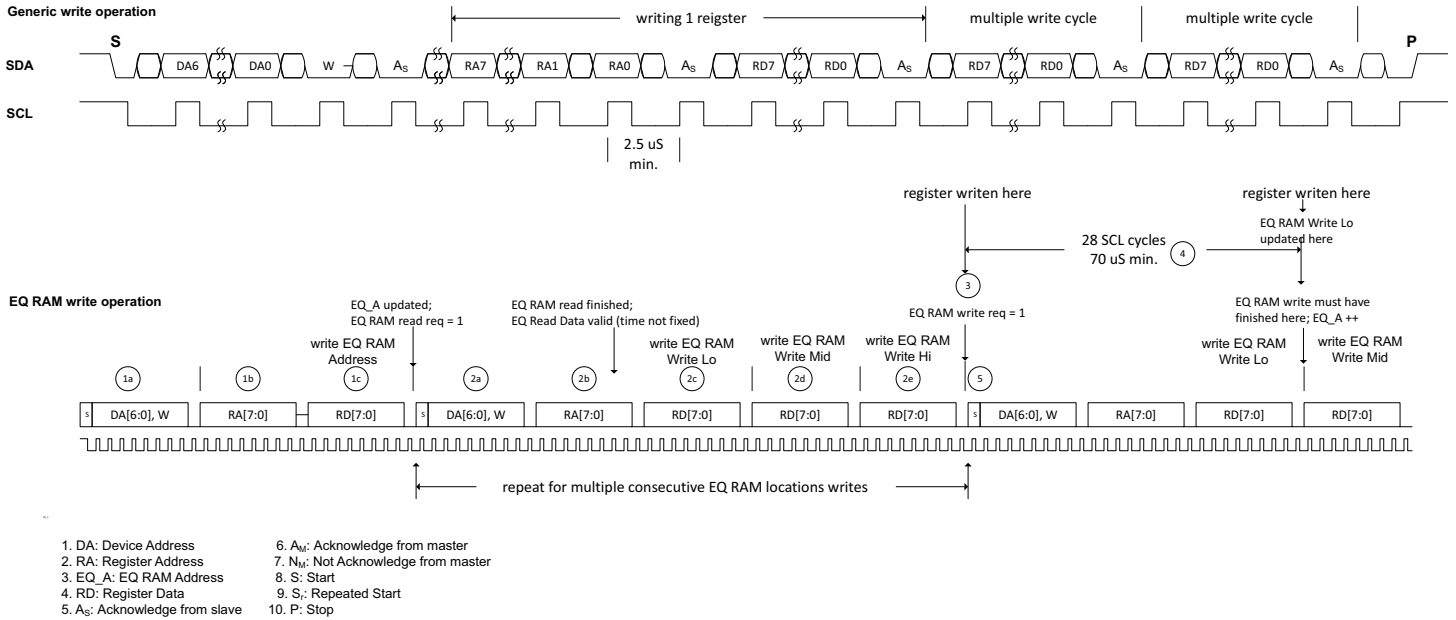 Generic write operation
writing 1 reigster
multiple write cycle
multiple write cycle
S
P
SDA
DA6
DA0
W
AS
RA7
RA1
RA0
AS
RD7
RD0
AS
RD7
RD0
AS
RD7
RD0
AS
SCL
2.5 uS
min.
register writen here
register writen here
EQ RAM Write Lo
updated here
28 SCL cycles
70 uS min.
4
3
EQ RAM write operation
EQ_A updated;
EQ RAM read req = 1
EQ RAM read finished;
EQ Read Data valid (time not fixed)
EQ RAM write req = 1
EQ RAM write must have
finished here; EQ_A ++
write EQ RAM
Address
write EQ RAM
Write Lo
write EQ RAM
Write Mid
write EQ RAM
Write Hi
write EQ RAM
Write Lo
write EQ RAM
Write Mid
1a
1b
1c
2a
2b
2c
2d
2e
5
S
DA[6:0], W
RA[7:0]
RD[7:0]
S
DA[6:0], W
RA[7:0]
RD[7:0]
RD[7:0]
RD[7:0]
S
DA[6:0], W
RA[7:0]
RD[7:0]
RD[7:0]
repeat for multiple consecutive EQ RAM locations writes
1. DA: Device Address
2. RA: Register Address
3. EQ_A: EQ RAM Address
4. RD: Register Data
5. AS: Acknowledge from slave
6. AM: Acknowledge from master
7. NM: Not Acknowledge from master
8. S: Start
9. Sr: Repeated Start
10. P: Stop